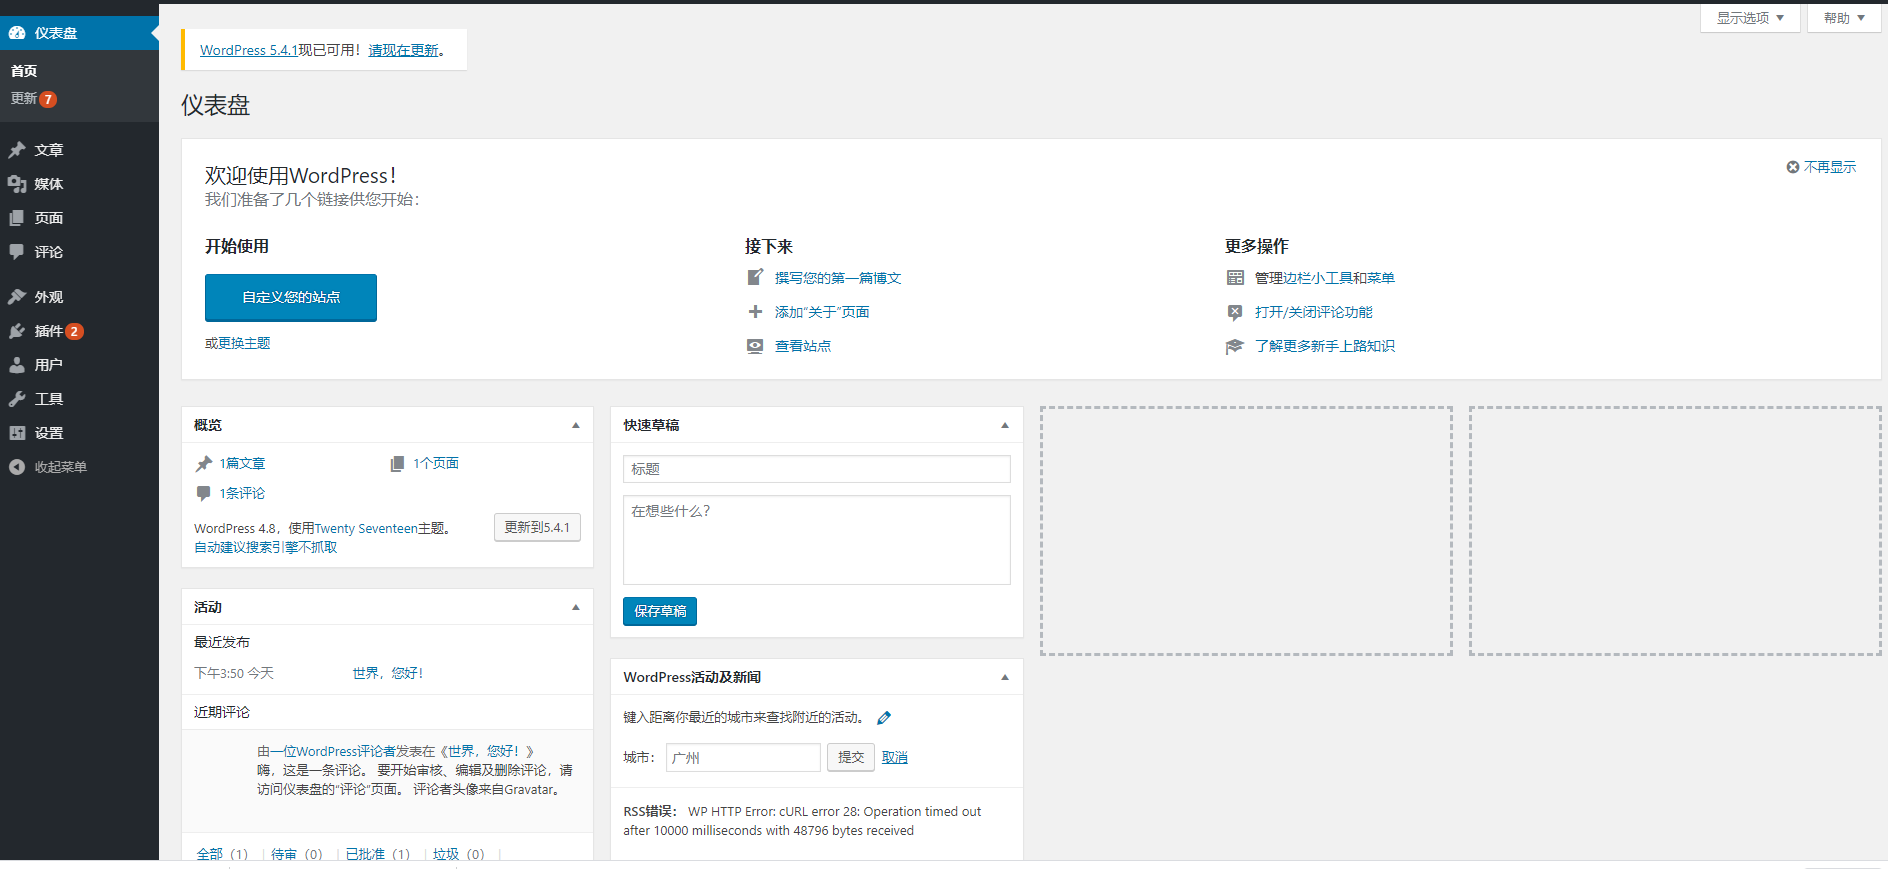 显示选项
帮助
仪表盘
首页
更新 7
文章
媒体
页面
评论
外观
插件 2
用户
工具
设置
收起菜单
WordPress 5.4.1现已可用！请现在更新。
仪表盘
欢迎使用WordPress！
我们准备了几个链接供您开始：
不再显示
开始使用
自定义您的站点
或更换主题
接下来
撰写您的第一篇博文
添加“关于”页面
查看站点
更多操作
管理边栏小工具和菜单
打开/关闭评论功能
了解更多新手上路知识
概览
1篇文章
1个页面
1条评论
WordPress 4.8，使用Twenty Seventeen主题。
更新到5.4.1
自动建议搜索引擎不抓取
活动
最近发布
下午3:50 今天
世界，您好！
近期评论
由一位WordPress评论者发表在《世界，您好！》
嗨，这是一条评论。 要开始审核、编辑及删除评论，请
访问仪表盘的“评论”页面。 评论者头像来自Gravatar。
全部（1） | 待审（0） | 已批准（1） | 垃圾（0） |
快速草稿
标题
在想些什么？
保存草稿
WordPress活动及新闻
键入距离你最近的城市来查找附近的活动。
城市： 广州 提交 取消
RSS错误： WP HTTP Error: cURL error 28: Operation timed out
after 10000 milliseconds with 48796 bytes received